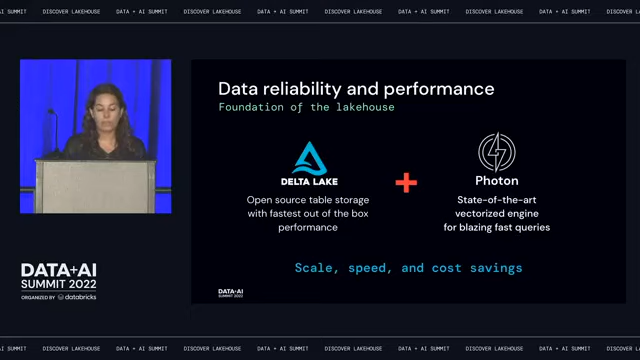 AI SUMMIT DISCOVER LAKEHOUSE DATA + AI SUMMIT DISCOVER LAKEHOUSE DATA + AI SUMMIT DISCOVER LAKEHOUSE DATA + AI SUMMIT DISCOVER LAKEHOUSE DATA + AI SUMMIT DISCOVER
Data reliability and performance
Foundation of the lakehouse
DELTA LAKE
Open source table storage
with fastest out of the box
performance
+
Photon
State-of-the-art
vectorized engine
for blazing fast queries
Scale, speed, and cost savings
DATA+AI
SUMMIT 2022
DATA+AI
SUMMIT 2022
ORGANIZED BY databricks
AI SUMMIT DISCOVER LAKEHOUSE DATA + AI SUMMIT DISCOVER LAKEHOUSE DATA + AI SUMMIT DISCOVER LAKEHOUSE DATA + AI SUMMIT DISCOVER LAKEHOUSE DATA + AI SUMMIT DISCOVER